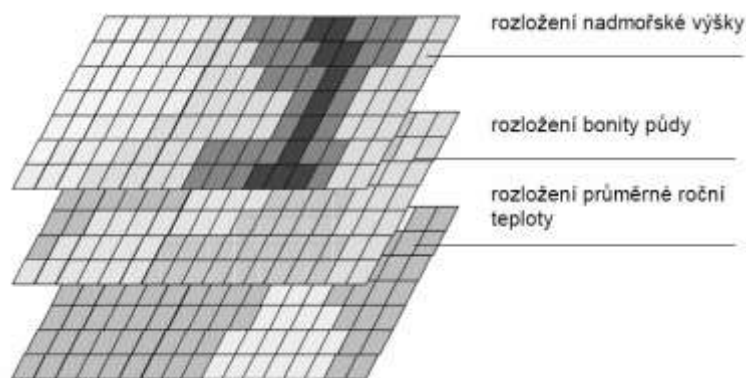 rozložení nadmořské výšky
rozložení bonity půdy
rozložení průměrné roční
teploty